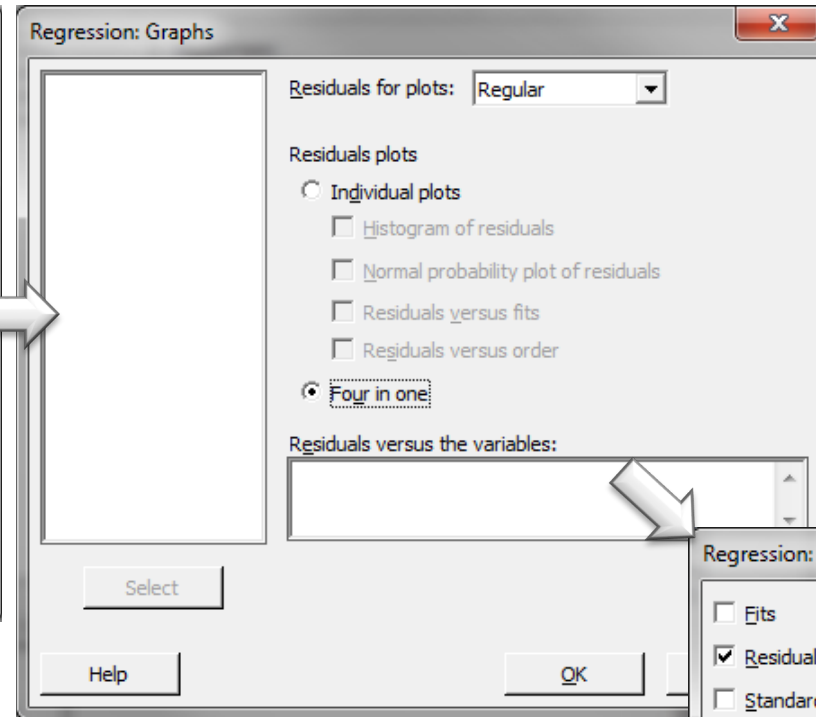 Regression: Graphs
Residuals for plots: Regular
Residuals plots
Individual plots
Histogram of residuals
Normal probability plot of residuals
Residuals versus fits
Residuals versus order
Four in one
Residuals versus the variables:
Select
Help
OK
Regression:
Fits
Residual
Standard